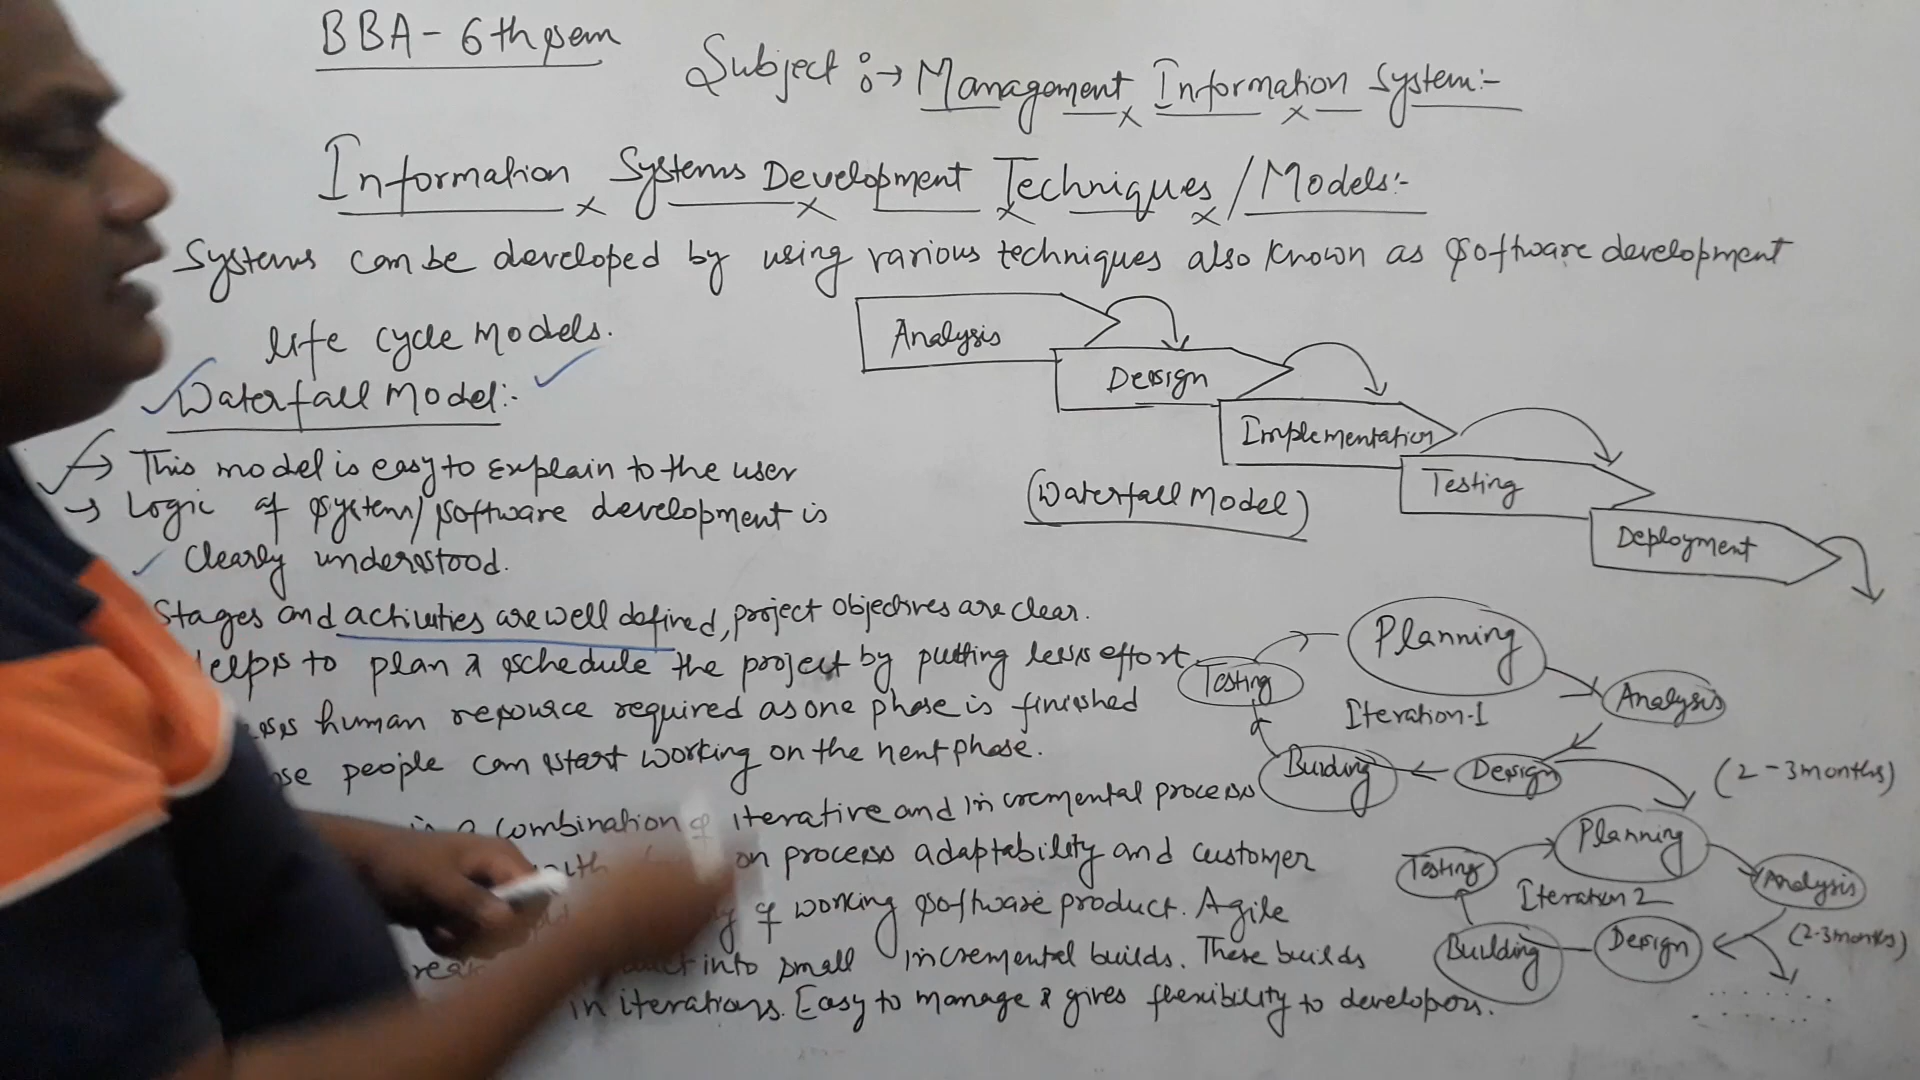 BBA - 6th sem
Subject :→ Management Information System:-
Information Systems Development Techniques / Models:-
Systems can be developed by using various techniques also known as software development
life cycle models.
Waterfall Model:-
→ This model is easy to explain to the user
→ Logic of system/software development is
clearly understood.
Stages and activities are well defined, project objectives are clear.
to plan & schedule the project by putting less effort
human resource required as one phase is finished
people can start working on the next phase.
combination of iterative and incremental process
on process adaptability and customer
of working software product. Agile
into small incremental builds. These builds
in iterations. Easy to manage & gives flexibility to developers.
Analysis
Design
Implementation
Testing
Deployment
(Waterfall Model)
Planning
Testing
Analysis
Iteration-1
Building
Design
(2-3 months)
Planning
Testing
Analysis
Iteration 2
Building
Design
(2-3 months)